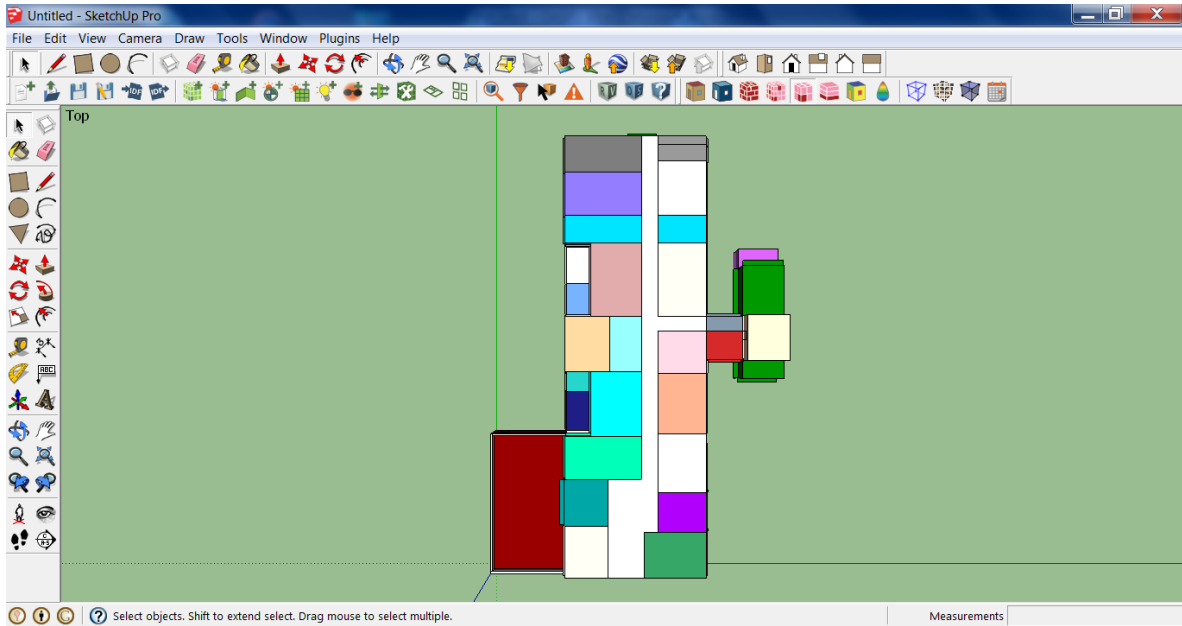 Untitled - SketchUp Pro
File Edit View Camera Draw Tools Window Plugins Help
Top
ABC
Select objects. Shift to extend select. Drag mouse to select multiple.
Measurements